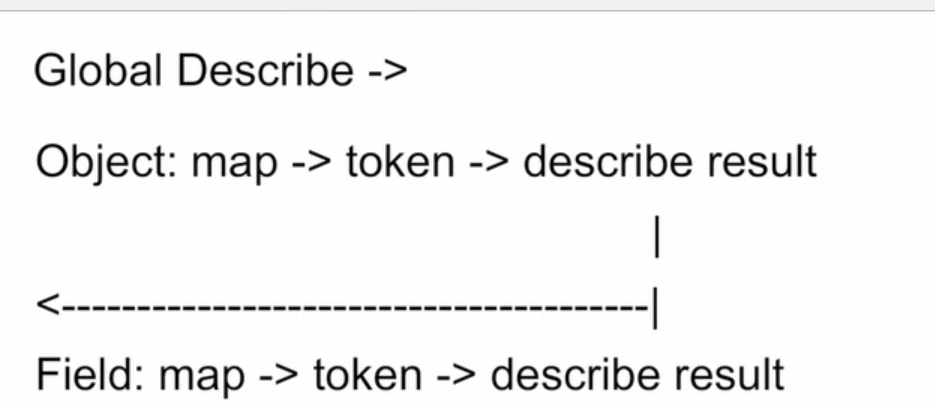 Global Describe ->
Object: map -> token -> describe result
|
<---------------------------------------|
Field: map -> token -> describe result